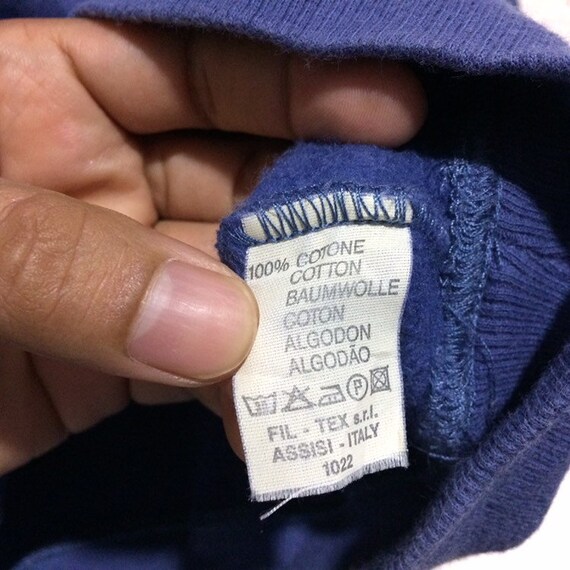 100% COTONE
COTTON
BAUMWOLLE
COTON
ALGODON
ALGODÃO
P
FIL - TEX s.r.l.
ASSISI - ITALY
1022